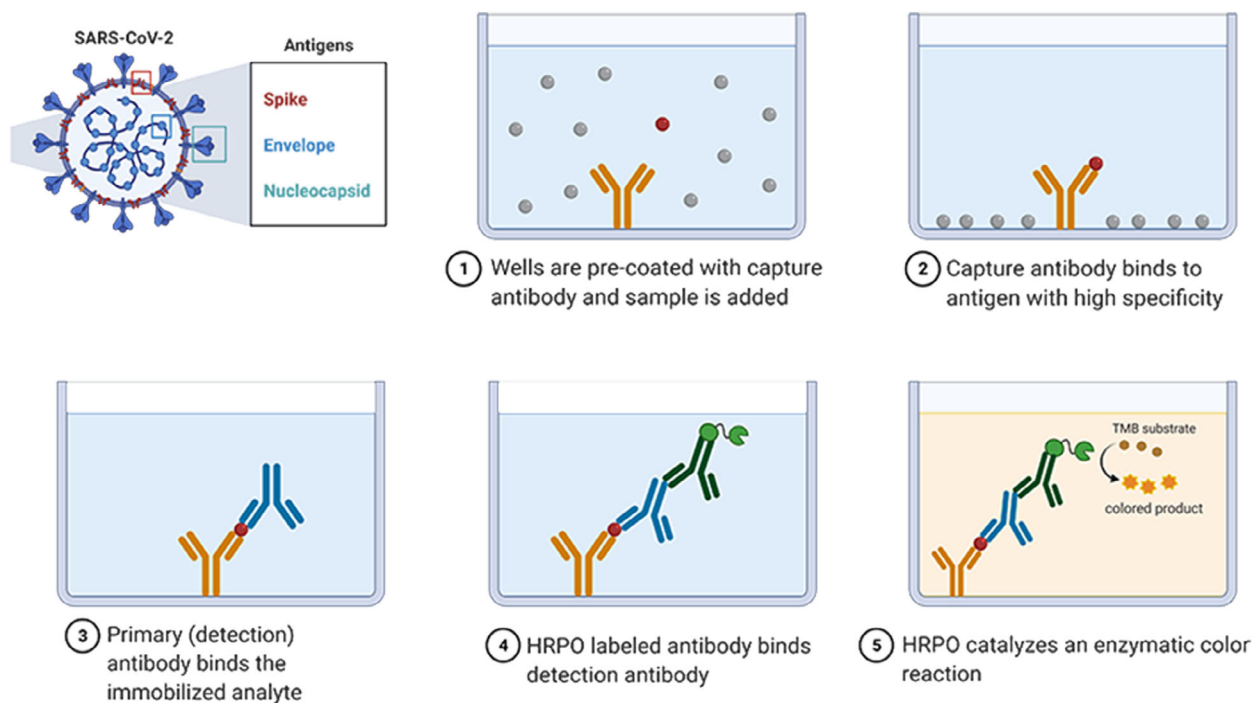 SARS-CoV-2
Antigens
Spike
Envelope
Nucleocapsid
1 Wells are pre-coated with capture
antibody and sample is added
2 Capture antibody binds to
antigen with high specificity
3 Primary (detection)
antibody binds the
immobilized analyte
4 HRPO labeled antibody binds
detection antibody
TMB substrate
colored product
5 HRPO catalyzes an enzymatic color
reaction